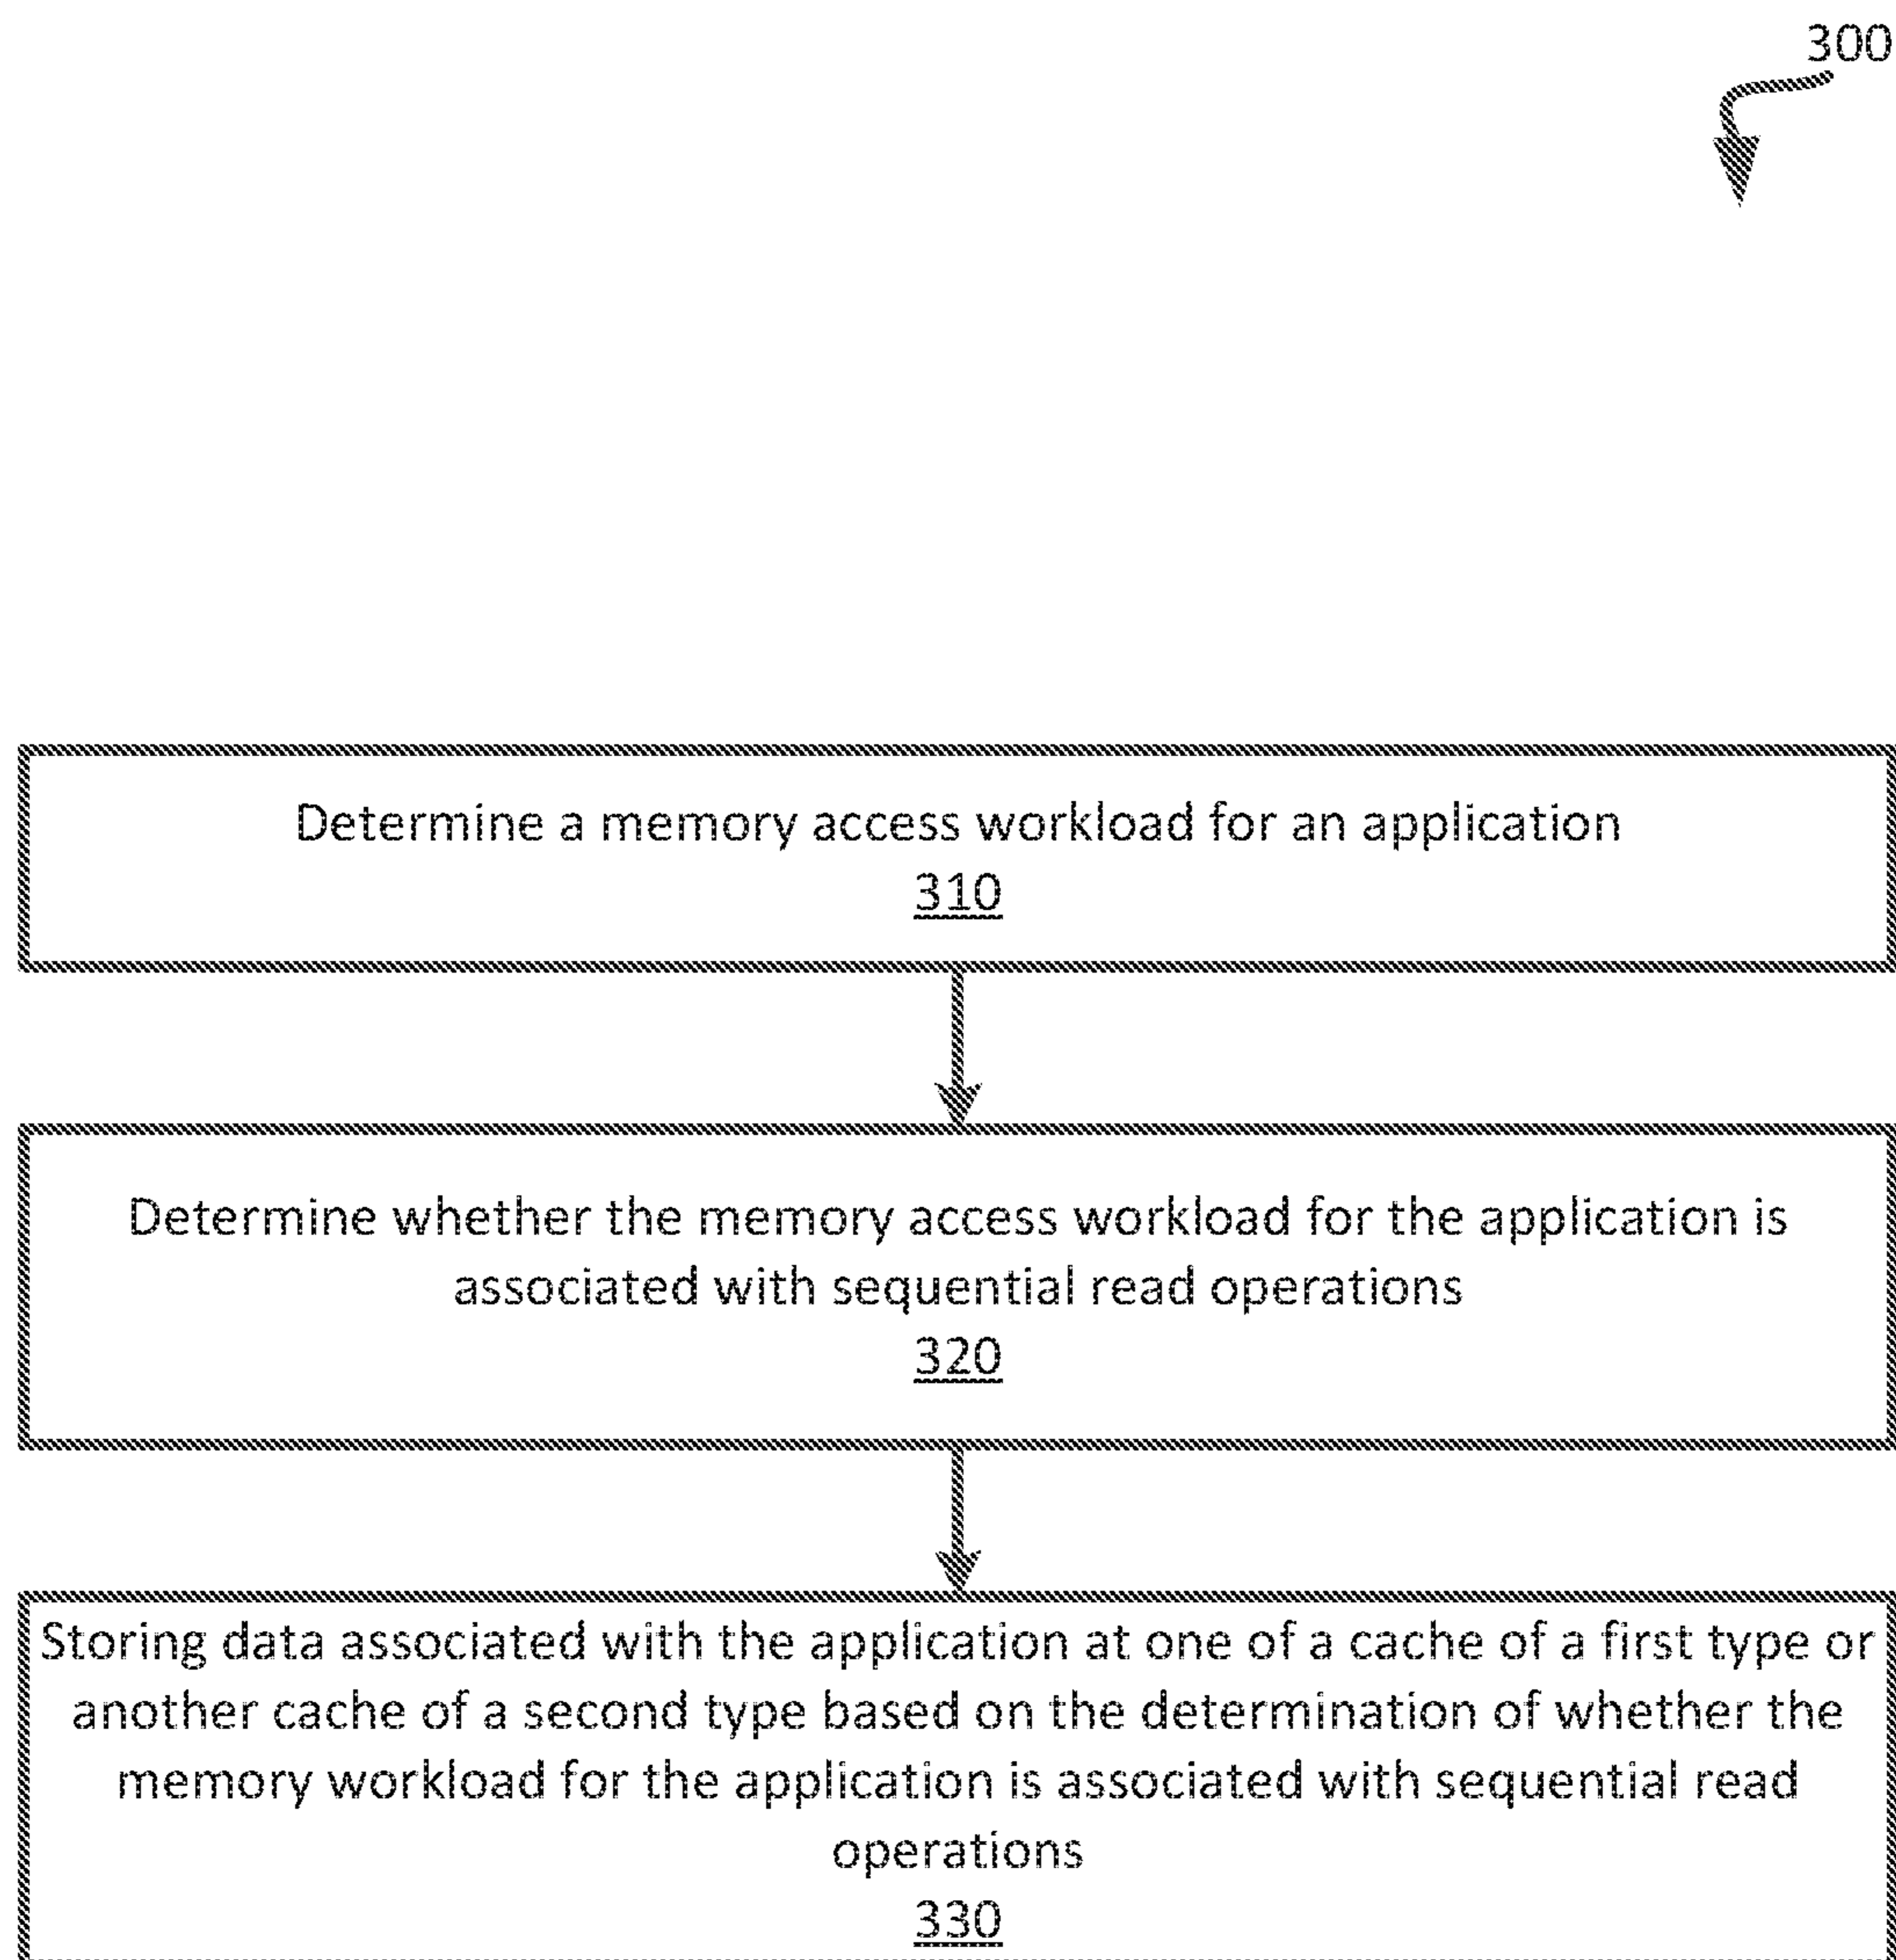 300
Determine a memory access workload for an application
310
Determine whether the memory access workload for the application is
associated with sequential read operations
320
Storing data associated with the application at one of a cache of a first type or
another cache of a second type based on the determination of whether the
memory workload for the application is associated with sequential read
operations
330